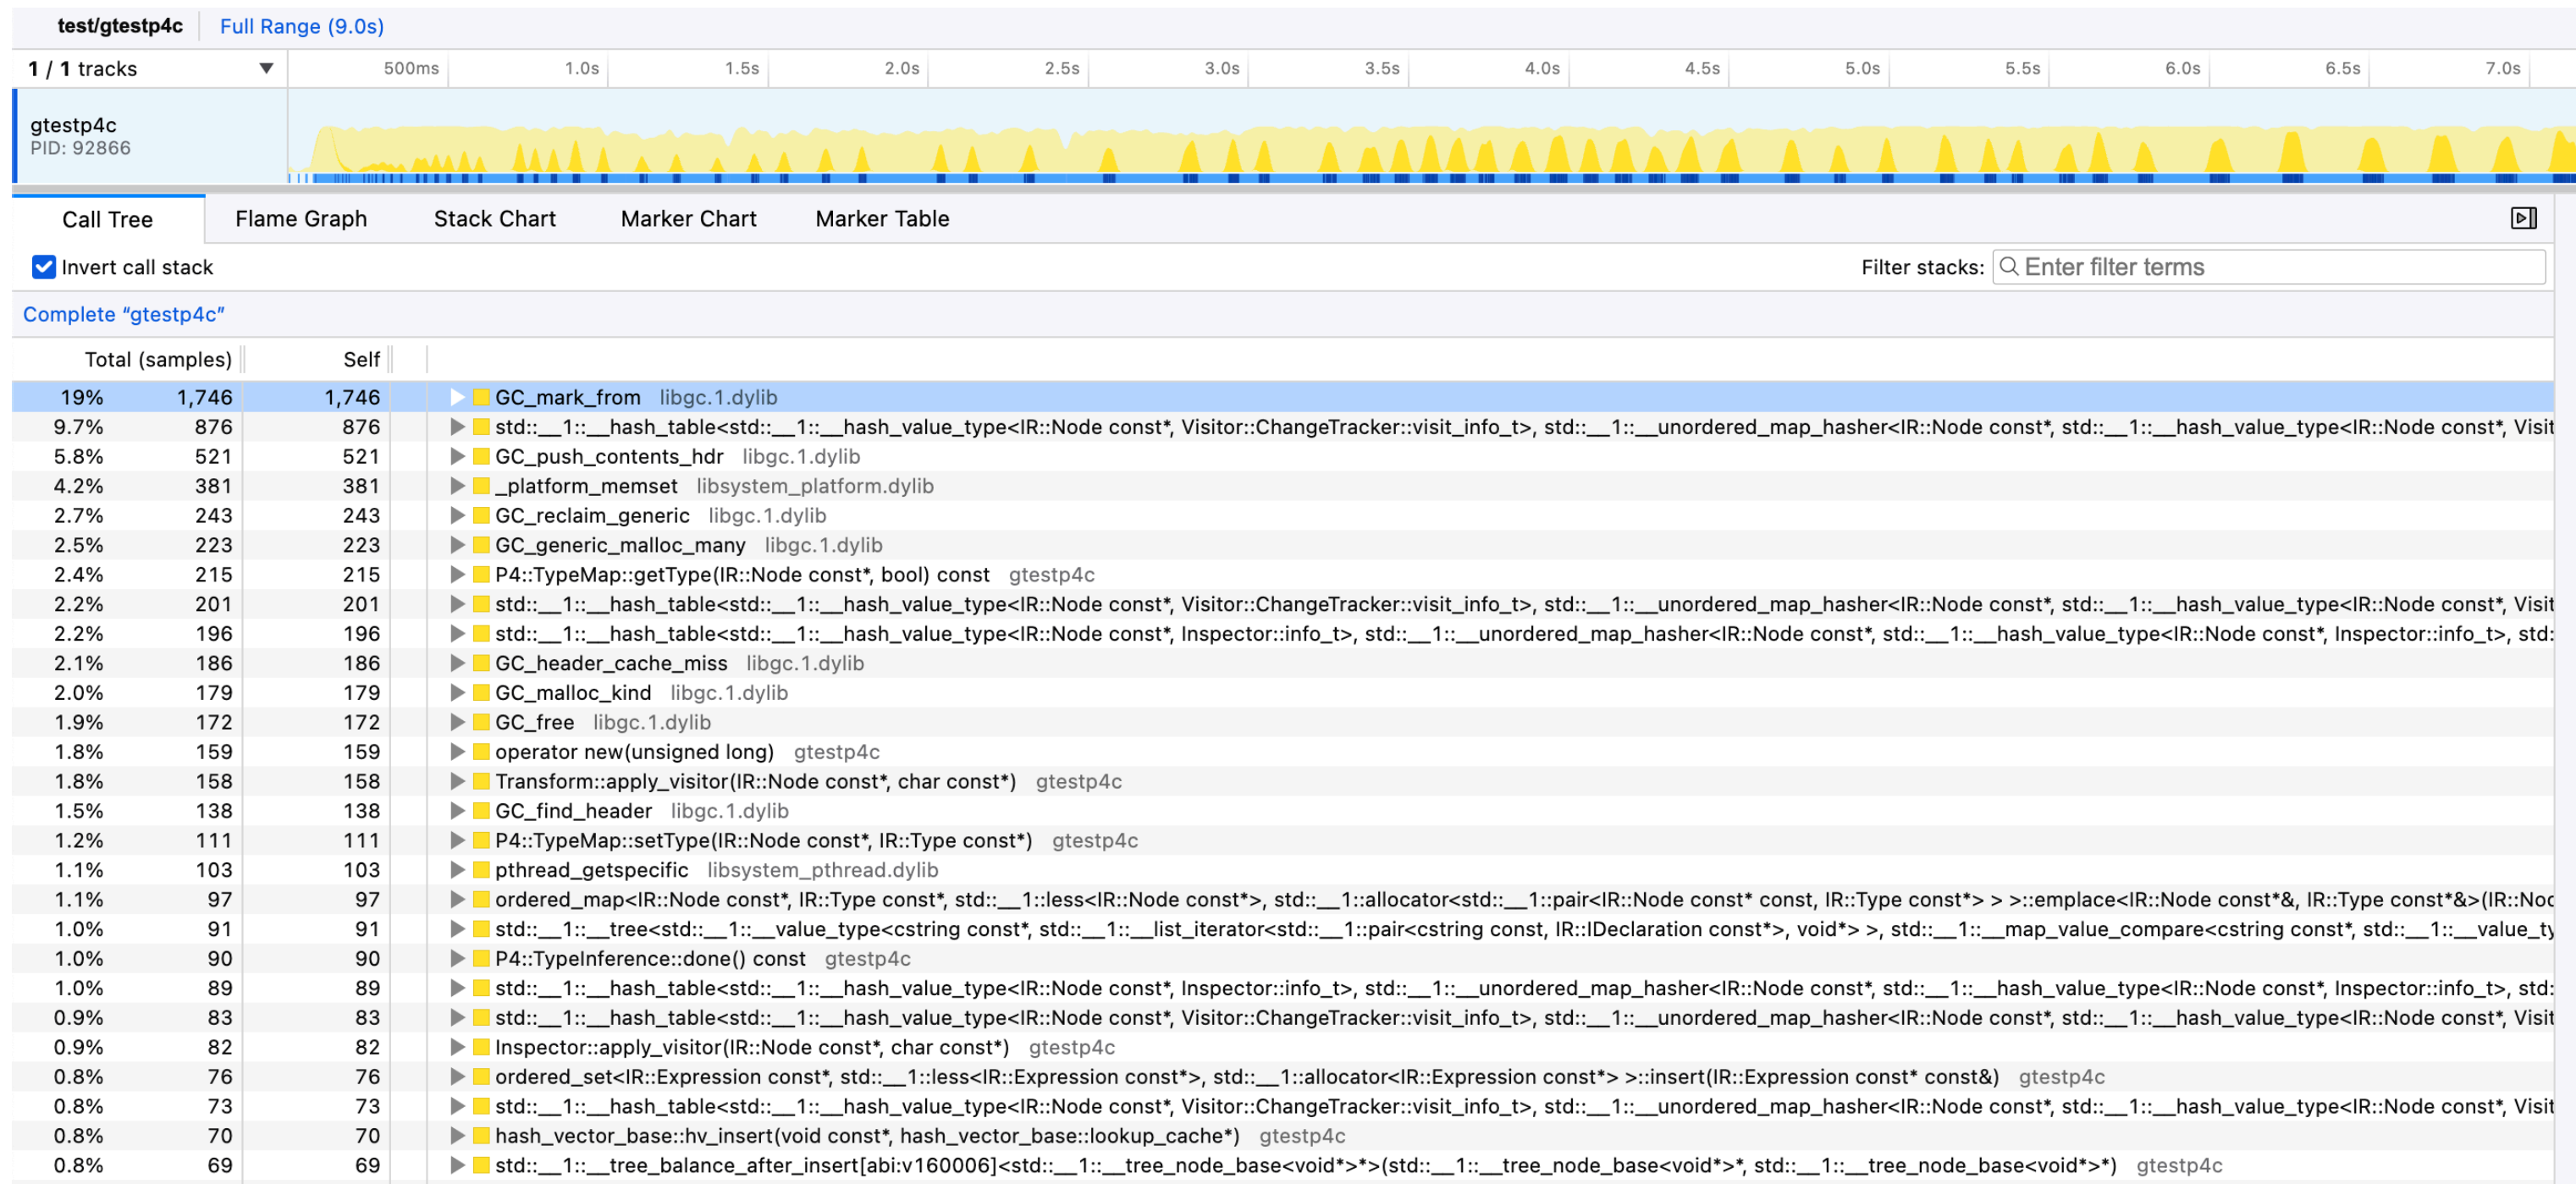 test/gtestp4c Full Range (9.0s)
1 / 1 tracks 500ms 1.0s 1.5s 2.0s 2.5s 3.0s 3.5s 4.0s 4.5s 5.0s 5.5s 6.0s 6.5s 7.0s
gtestp4c
PID: 92866
Call Tree Flame Graph Stack Chart Marker Chart Marker Table
Invert call stack Filter stacks: Enter filter terms
Complete “gtestp4c”
Total (samples) Self
19% 1,746 1,746 GC_mark_from libgc.1.dylib
9.7% 876 876 std::__1::__hash_table<std::__1::__hash_value_type<IR::Node const*, Visitor::ChangeTracker::visit_info_t>, std::__1::__unordered_map_hasher<IR::Node const*, std::__1::__hash_value_type<IR::Node const*, Visit
5.8% 521 521 GC_push_contents_hdr libgc.1.dylib
4.2% 381 381 _platform_memset libsystem_platform.dylib
2.7% 243 243 GC_reclaim_generic libgc.1.dylib
2.5% 223 223 GC_generic_malloc_many libgc.1.dylib
2.4% 215 215 P4::TypeMap::getType(IR::Node const*, bool) const gtestp4c
2.2% 201 201 std::__1::__hash_table<std::__1::__hash_value_type<IR::Node const*, Visitor::ChangeTracker::visit_info_t>, std::__1::__unordered_map_hasher<IR::Node const*, std::__1::__hash_value_type<IR::Node const*, Visit
2.2% 196 196 std::__1::__hash_table<std::__1::__hash_value_type<IR::Node const*, Inspector::info_t>, std::__1::__unordered_map_hasher<IR::Node const*, std::__1::__hash_value_type<IR::Node const*, Inspector::info_t>, std:
2.1% 186 186 GC_header_cache_miss libgc.1.dylib
2.0% 179 179 GC_malloc_kind libgc.1.dylib
1.9% 172 172 GC_free libgc.1.dylib
1.8% 159 159 operator new(unsigned long) gtestp4c
1.8% 158 158 Transform::apply_visitor(IR::Node const*, char const*) gtestp4c
1.5% 138 138 GC_find_header libgc.1.dylib
1.2% 111 111 P4::TypeMap::setType(IR::Node const*, IR::Type const*) gtestp4c
1.1% 103 103 pthread_getspecific libsystem_pthread.dylib
1.1% 97 97 ordered_map<IR::Node const*, IR::Type const*, std::__1::less<IR::Node const*>, std::__1::allocator<std::__1::pair<IR::Node const* const, IR::Type const*> > >::emplace<IR::Node const*&, IR::Type const*&>(IR::Noc
1.0% 91 91 std::__1::__tree<std::__1::__value_type<cstring const*, std::__1::__list_iterator<std::__1::pair<cstring const, IR::IDeclaration const*>, void*> >, std::__1::__map_value_compare<cstring const*, std::__1::__value_ty
1.0% 90 90 P4::TypeInference::done() const gtestp4c
1.0% 89 89 std::__1::__hash_table<std::__1::__hash_value_type<IR::Node const*, Inspector::info_t>, std::__1::__unordered_map_hasher<IR::Node const*, std::__1::__hash_value_type<IR::Node const*, Inspector::info_t>, std:
0.9% 83 83 std::__1::__hash_table<std::__1::__hash_value_type<IR::Node const*, Visitor::ChangeTracker::visit_info_t>, std::__1::__unordered_map_hasher<IR::Node const*, std::__1::__hash_value_type<IR::Node const*, Visit
0.9% 82 82 Inspector::apply_visitor(IR::Node const*, char const*) gtestp4c
0.8% 76 76 ordered_set<IR::Expression const*, std::__1::less<IR::Expression const*>, std::__1::allocator<IR::Expression const*> >::insert(IR::Expression const* const&) gtestp4c
0.8% 73 73 std::__1::__hash_table<std::__1::__hash_value_type<IR::Node const*, Visitor::ChangeTracker::visit_info_t>, std::__1::__unordered_map_hasher<IR::Node const*, std::__1::__hash_value_type<IR::Node const*, Visit
0.8% 70 70 hash_vector_base::hv_insert(void const*, hash_vector_base::lookup_cache*) gtestp4c
0.8% 69 69 std::__1::__tree_balance_after_insert[abi:v160006]<std::__1::__tree_node_base<void*>*>(std::__1::__tree_node_base<void*>*, std::__1::__tree_node_base<void*>*) gtestp4c